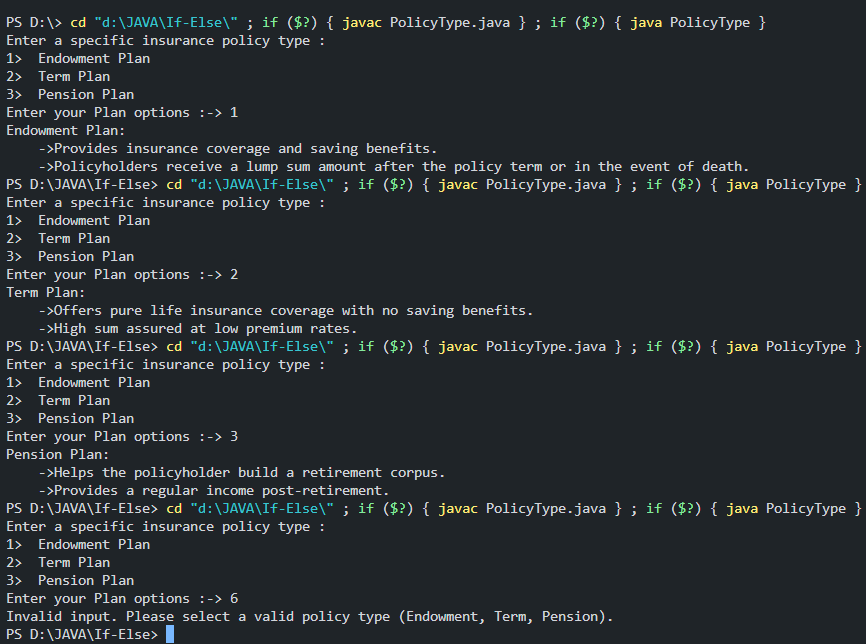 PS D:\> cd "d:\JAVA\If-Else\" ; if ($?) { javac PolicyType.java } ; if ($?) { java PolicyType }
Enter a specific insurance policy type :
1>  Endowment Plan
2>  Term Plan
3>  Pension Plan
Enter your Plan options :-> 1
Endowment Plan:
    ->Provides insurance coverage and saving benefits.
    ->Policyholders receive a lump sum amount after the policy term or in the event of death.
PS D:\JAVA\If-Else> cd "d:\JAVA\If-Else\" ; if ($?) { javac PolicyType.java } ; if ($?) { java PolicyType }
Enter a specific insurance policy type :
1>  Endowment Plan
2>  Term Plan
3>  Pension Plan
Enter your Plan options :-> 2
Term Plan:
    ->Offers pure life insurance coverage with no saving benefits.
    ->High sum assured at low premium rates.
PS D:\JAVA\If-Else> cd "d:\JAVA\If-Else\" ; if ($?) { javac PolicyType.java } ; if ($?) { java PolicyType }
Enter a specific insurance policy type :
1>  Endowment Plan
2>  Term Plan
3>  Pension Plan
Enter your Plan options :-> 3
Pension Plan:
    ->Helps the policyholder build a retirement corpus.
    ->Provides a regular income post-retirement.
PS D:\JAVA\If-Else> cd "d:\JAVA\If-Else\" ; if ($?) { javac PolicyType.java } ; if ($?) { java PolicyType }
Enter a specific insurance policy type :
1>  Endowment Plan
2>  Term Plan
3>  Pension Plan
Enter your Plan options :-> 6
Invalid input. Please select a valid policy type (Endowment, Term, Pension).
PS D:\JAVA\If-Else>